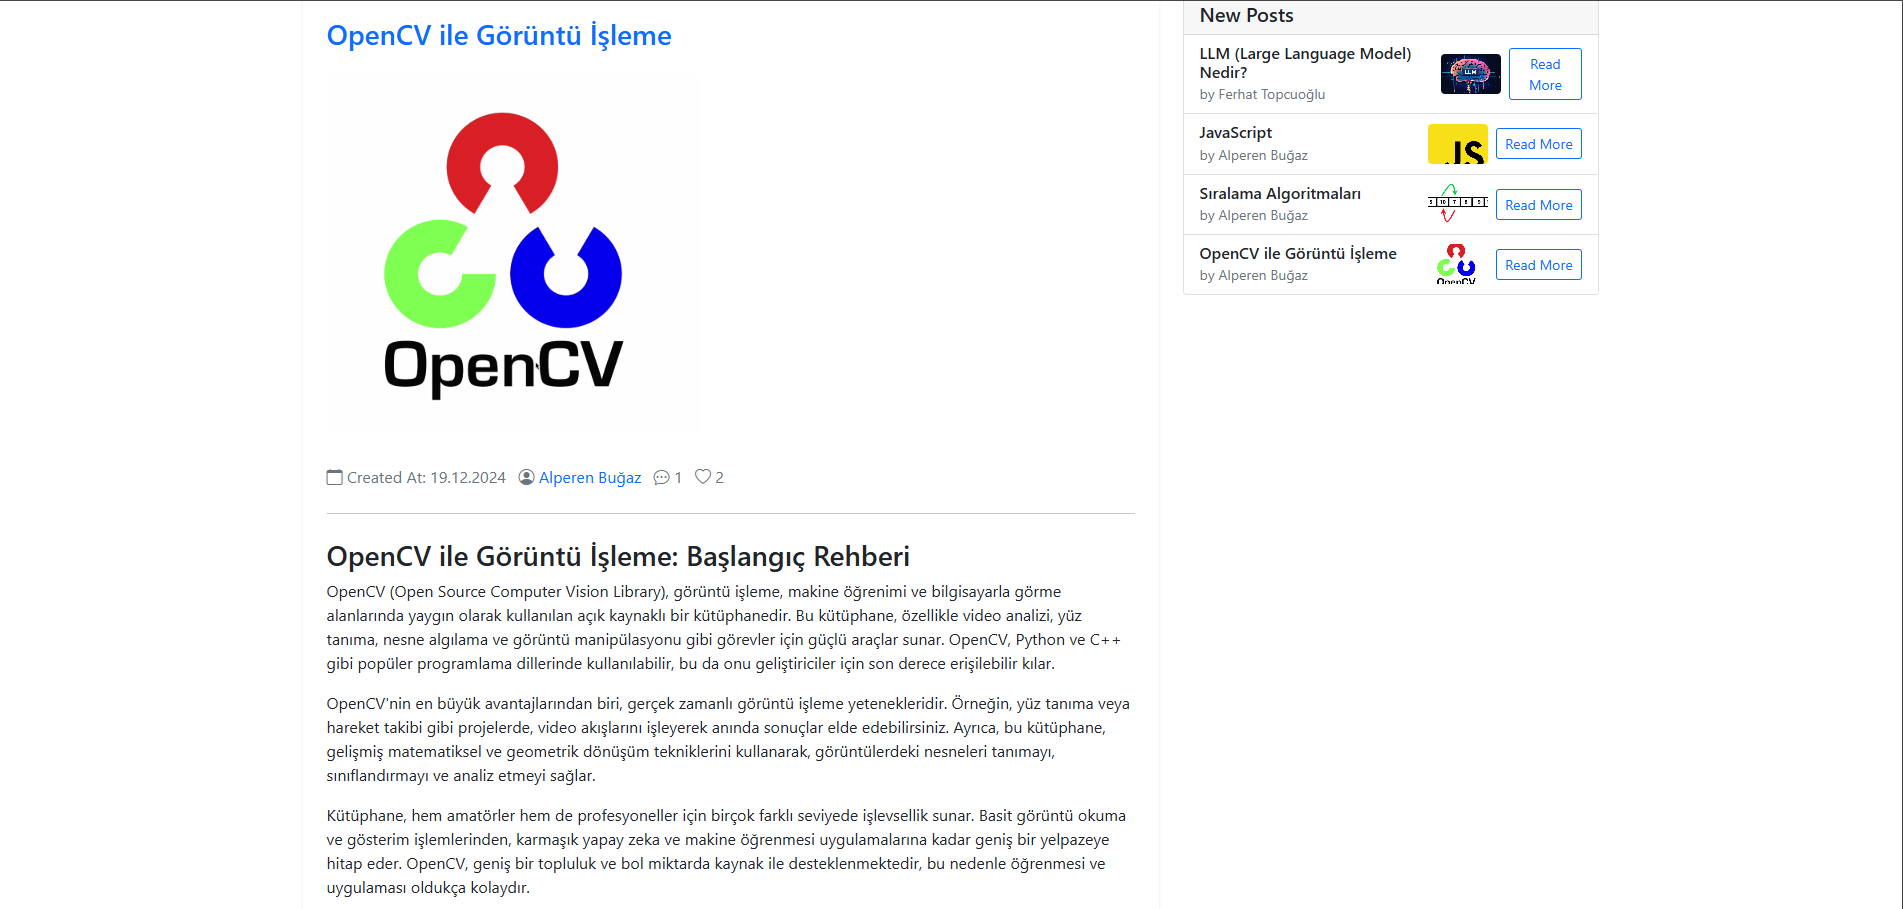 OpenCV ile Görüntü İşleme
OpenCV
Created At: 19.12.2024 Alperen Buğaz 1 2
OpenCV ile Görüntü İşleme: Başlangıç Rehberi
OpenCV (Open Source Computer Vision Library), görüntü işleme, makine öğrenimi ve bilgisayarla görme
alanlarında yaygın olarak kullanılan açık kaynaklı bir kütüphanedir. Bu kütüphane, özellikle video analizi, yüz
tanıma, nesne algılama ve görüntü manipülasyonu gibi görevler için güçlü araçlar sunar. OpenCV, Python ve C++
gibi popüler programlama dillerinde kullanılabilir, bu da onu geliştiriciler için son derece erişilebilir kılar.
OpenCV'nin en büyük avantajlarından biri, gerçek zamanlı görüntü işleme yetenekleridir. Örneğin, yüz tanıma veya
hareket takibi gibi projelerde, video akışlarını işleyerek anında sonuçlar elde edebilirsiniz. Ayrıca, bu kütüphane,
gelişmiş matematiksel ve geometrik dönüşüm tekniklerini kullanarak, görüntülerdeki nesneleri tanımayı,
sınıflandırmayı ve analiz etmeyi sağlar.
Kütüphane, hem amatörler hem de profesyoneller için birçok farklı seviyede işlevsellik sunar. Basit görüntü okuma
ve gösterim işlemlerinden, karmaşık yapay zeka ve makine öğrenmesi uygulamalarına kadar geniş bir yelpazeye
hitap eder. OpenCV, geniş bir topluluk ve bol miktarda kaynak ile desteklenmektedir, bu nedenle öğrenmesi ve
uygulaması oldukça kolaydır.
New Posts
LLM (Large Language Model)
Nedir?
by Ferhat Topcuoğlu
LLM
Read
More
JavaScript
by Alperen Buğaz
JS
Read More
Sıralama Algoritmaları
by Alperen Buğaz
10 7 8 9
Read More
OpenCV ile Görüntü İşleme
by Alperen Buğaz
OpenCV
Read More